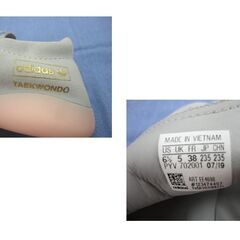 adidas
TAEKWONDO
MADE IN VIETNAM
US UK FR JP CHN
6½ 5 38 235 235
PYV 702001 07/19